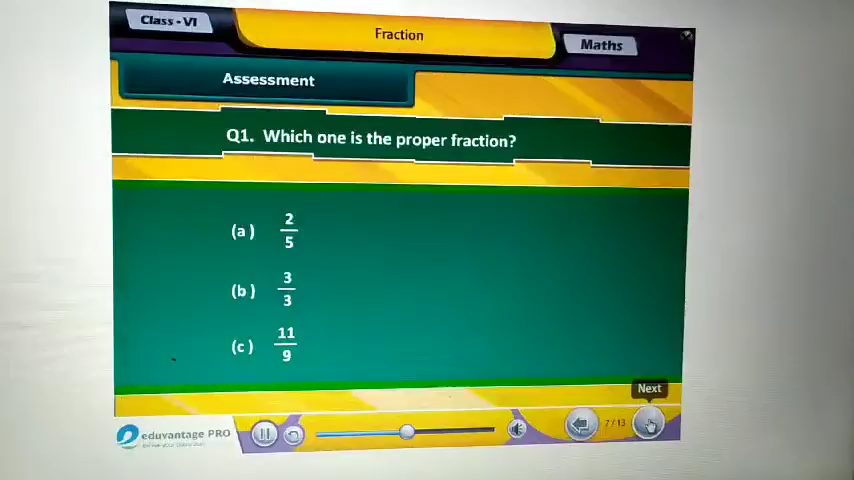 Class - VI
Fraction
Maths
Assessment
Q1. Which one is the proper fraction?
(a) 2/5
(b) 3/3
(c) 11/9
Next
eduvantage PRO
7 / 13